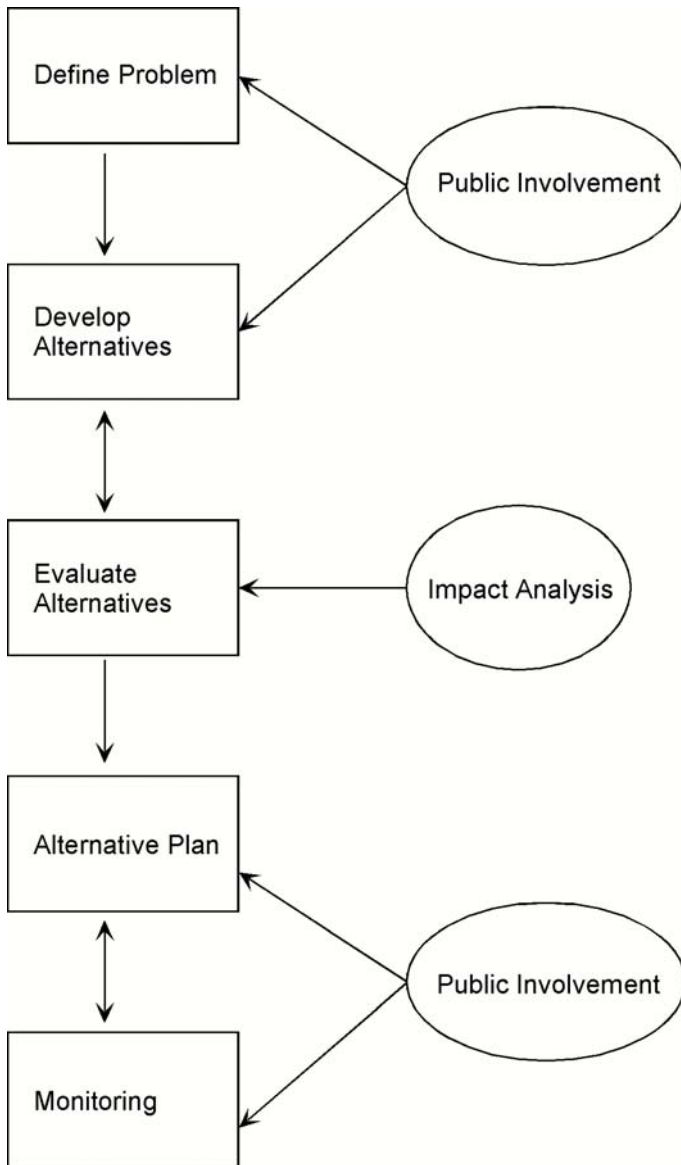 Define Problem
Public Involvement
Develop
Alternatives
Evaluate
Alternatives
Impact Analysis
Alternative Plan
Public Involvement
Monitoring